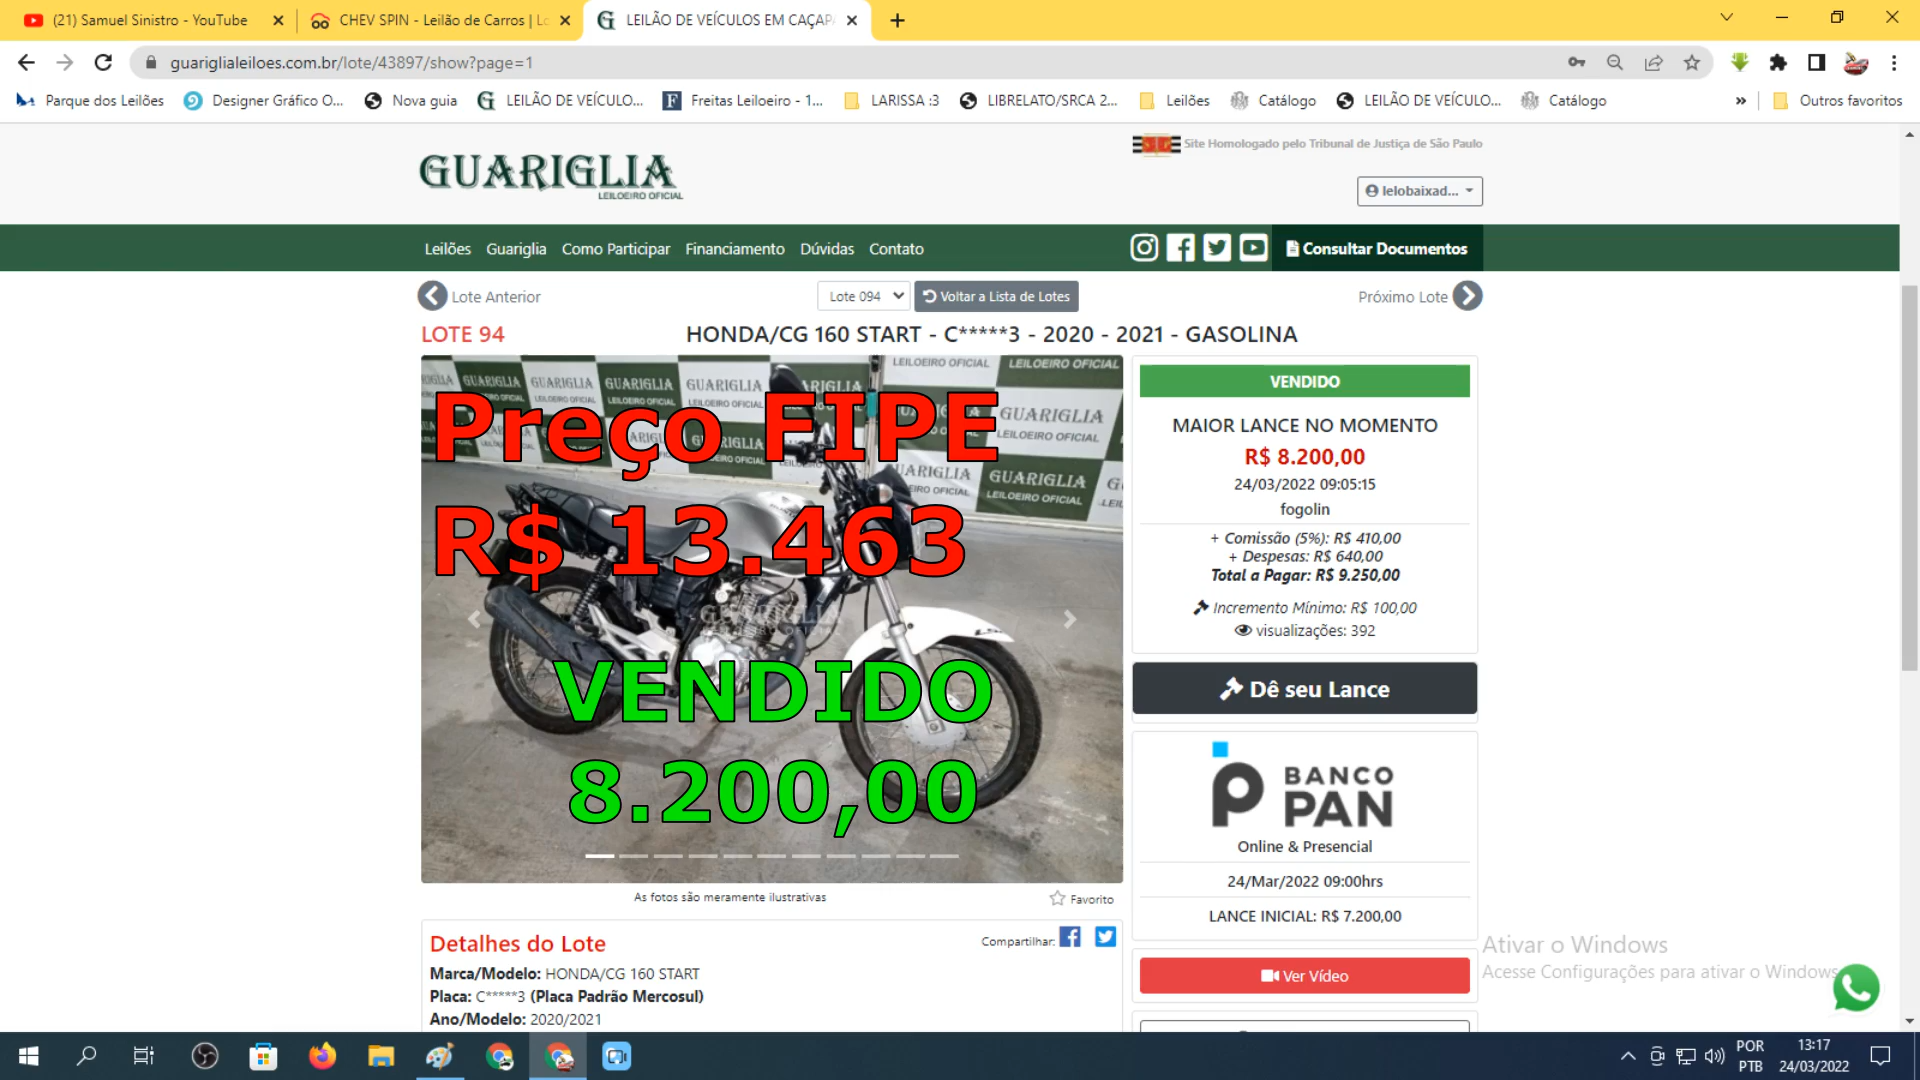 (21) Samuel Sinistro - YouTube
CHEV SPIN - Leilão de Carros | Lo
LEILÃO DE VEÍCULOS EM CAÇAPA
guariglialeiloes.com.br/lote/43897/show?page=1
Parque dos Leilões
Designer Gráfico O...
Nova guia
LEILÃO DE VEÍCULO...
Freitas Leiloeiro - 1...
LARISSA :3
LIBRELATO/SRCA 2...
Leilões
Catálogo
LEILÃO DE VEÍCULO...
Catálogo
»
Outros favoritos
GUARIGLIA
LEILOEIRO OFICIAL
Site Homologado pelo Tribunal de Justiça de São Paulo
lelobaixad...
Leilões Guariglia Como Participar Financiamento Dúvidas Contato
Consultar Documentos
Lote Anterior
Lote 094
Voltar a Lista de Lotes
Próximo Lote
LOTE 94
HONDA/CG 160 START - C*****3 - 2020 - 2021 - GASOLINA
Preço FIPE
R$ 13.463
VENDIDO
8.200,00
GUARIGLIA
LEILOEIRO OFICIAL
As fotos são meramente ilustrativas
Favorito
VENDIDO
MAIOR LANCE NO MOMENTO
R$ 8.200,00
24/03/2022 09:05:15
fogolin
+ Comissão (5%): R$ 410,00
+ Despesas: R$ 640,00
Total a Pagar: R$ 9.250,00
Incremento Mínimo: R$ 100,00
visualizações: 392
Dê seu Lance
BANCO
PAN
Online & Presencial
24/Mar/2022 09:00hrs
LANCE INICIAL: R$ 7.200,00
Ver Vídeo
Detalhes do Lote
Compartilhar:
Marca/Modelo: HONDA/CG 160 START
Placa: C*****3 (Placa Padrão Mercosul)
Ano/Modelo: 2020/2021
Ativar o Windows
Acesse Configurações para ativar o Windows
POR
PTB
13:17
24/03/2022